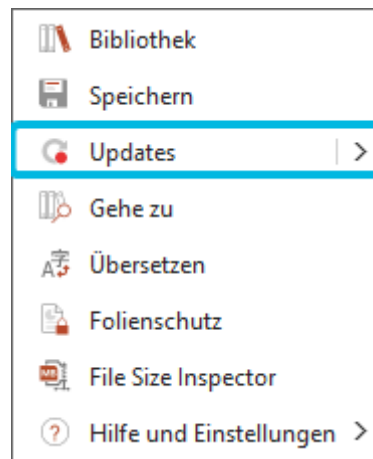 Bibliothek
Speichern
Updates
Gehe zu
Übersetzen
Folienschutz
File Size Inspector
Hilfe und Einstellungen